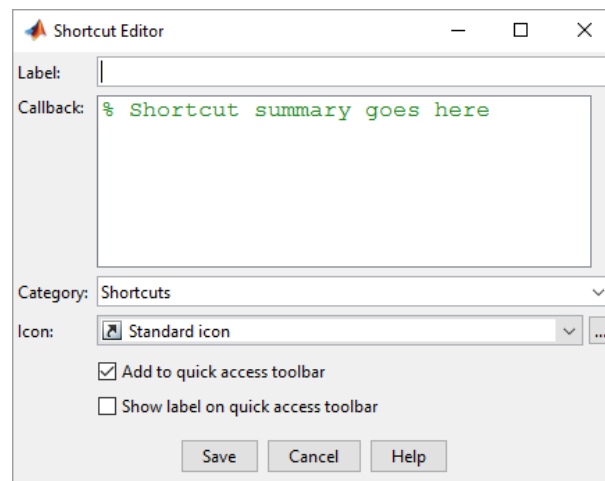 Shortcut Editor
Label:
Callback: % Shortcut summary goes here
Category: Shortcuts
Icon: Standard icon ...
Add to quick access toolbar
Show label on quick access toolbar
Save Cancel Help